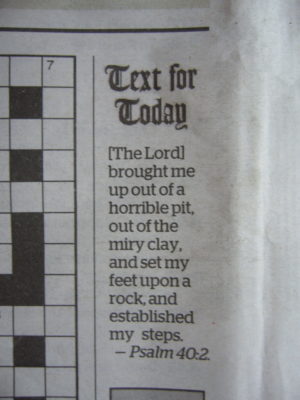 7
Text for
Today
[The Lord]
brought me
up out of a
horrible pit,
out of the
miry clay,
and set my
feet upon a
rock, and
established
my steps.
– Psalm 40:2.